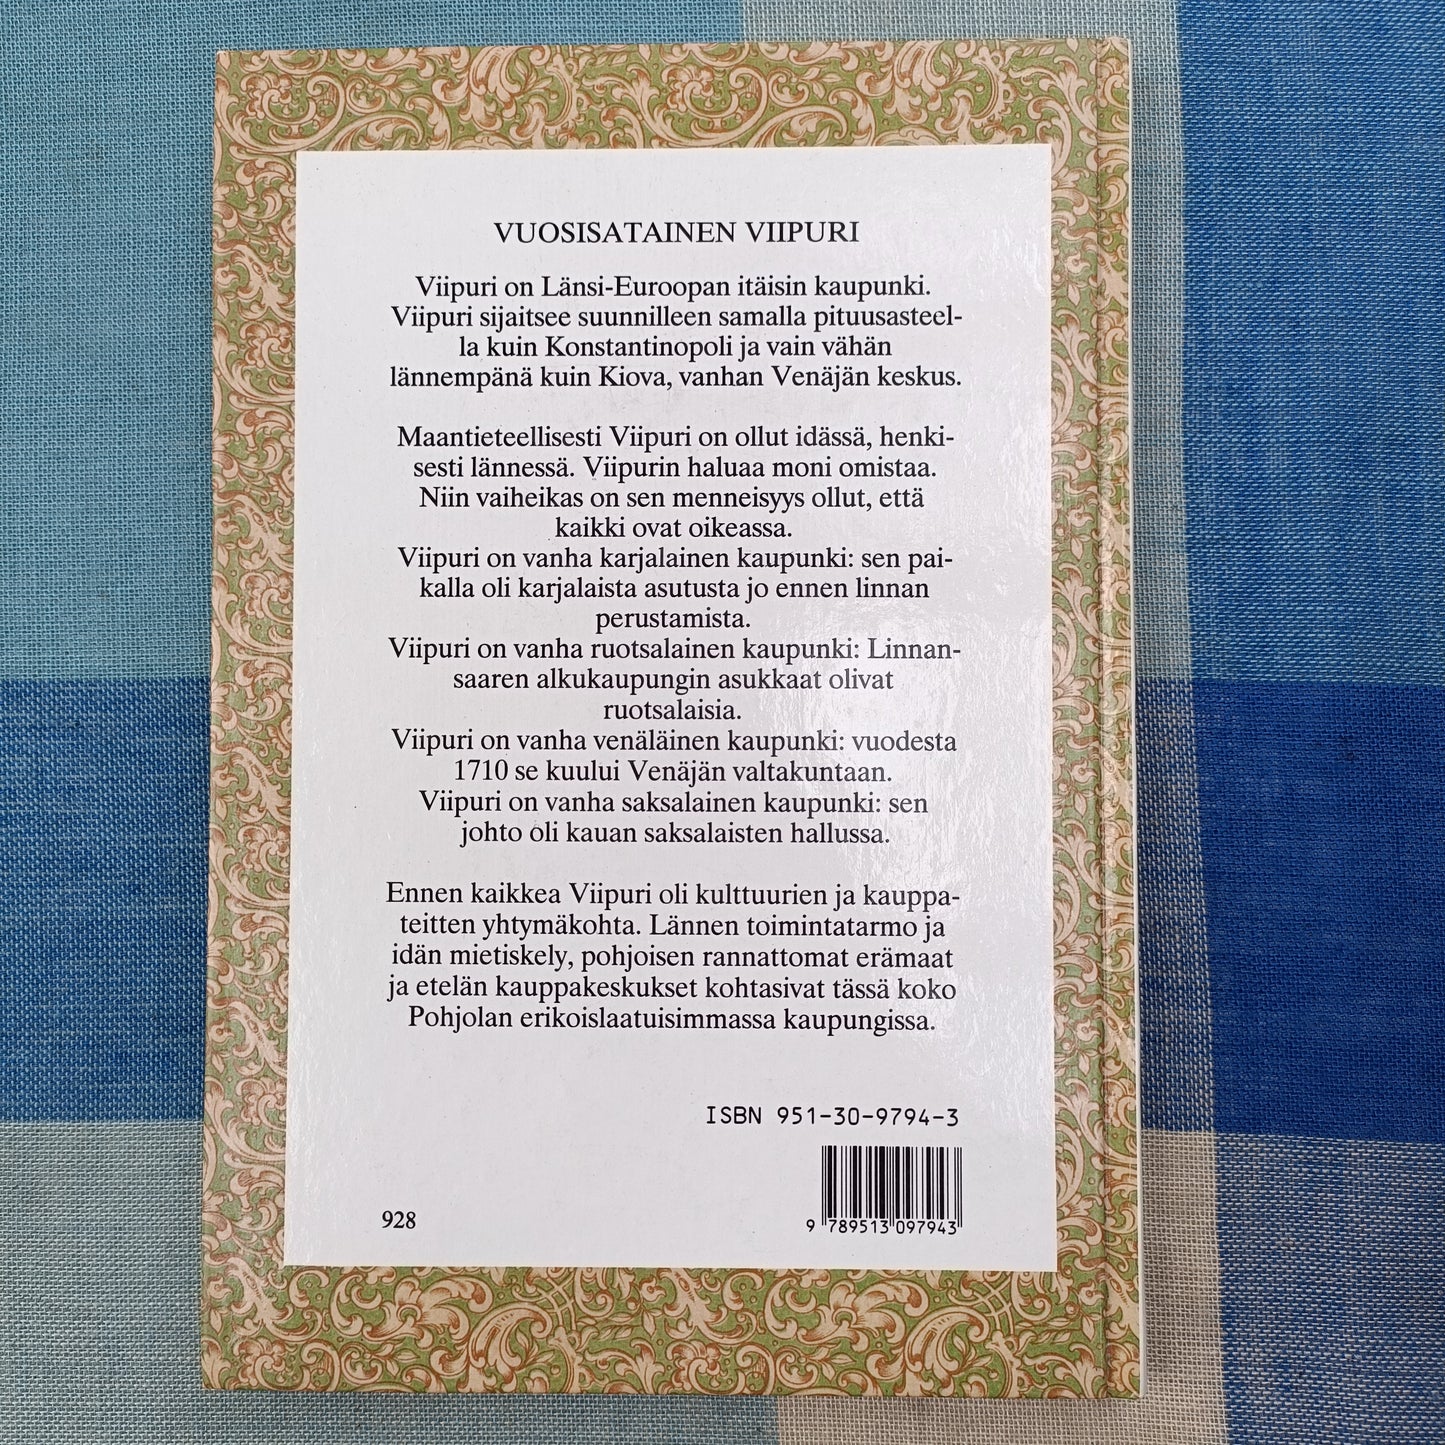 VUOSISATAINEN VIIPURI
Viipuri on Länsi-Euroopan itäisin kaupunki.
Viipuri sijaitsee suunnilleen samalla pituusasteel-
la kuin Konstantinopoli ja vain vähän
lännempänä kuin Kiova, vanhan Venäjän keskus.
Maantieteellisesti Viipuri on ollut idässä, henki-
sesti lännessä. Viipurin haluaa moni omistaa.
Niin vaiheikas on sen menneisyys ollut, että
kaikki ovat oikeassa.
Viipuri on vanha karjalainen kaupunki: sen pai-
kalla oli karjalaista asutusta jo ennen linnan
perustamista.
Viipuri on vanha ruotsalainen kaupunki: Linnan-
saaren alkukaupungin asukkaat olivat
ruotsalaisia.
Viipuri on vanha venäläinen kaupunki: vuodesta
1710 se kuului Venäjän valtakuntaan.
Viipuri on vanha saksalainen kaupunki: sen
johto oli kauan saksalaisten hallussa.
Ennen kaikkea Viipuri oli kulttuurien ja kauppa-
teitten yhtymäkohta. Lännen toimintatarmo ja
idän mietiskely, pohjoisen rannattomat erämaat
ja etelän kauppakeskukset kohtasivat tässä koko
Pohjolan erikoislaatuisimmassa kaupungissa.
ISBN 951-30-9794-3
928
9 789513 097943